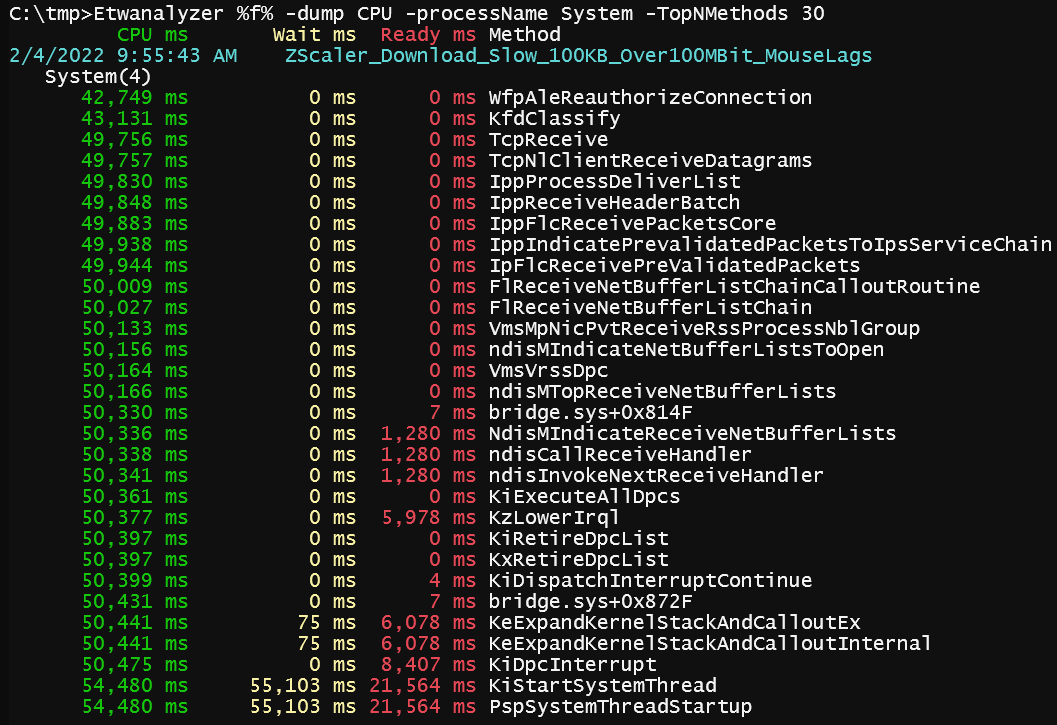 C:\tmp>Etwanalyzer %f% -dump CPU -processName System -TopNMethods 30
CPU ms Wait ms Ready ms Method
2/4/2022 9:55:43 AM ZScaler_Download_Slow_100KB_Over100MBit_MouseLags
System(4)
42,749 ms 0 ms 0 ms WfpAleReauthorizeConnection
43,131 ms 0 ms 0 ms KfdClassify
49,756 ms 0 ms 0 ms TcpReceive
49,757 ms 0 ms 0 ms TcpNlClientReceiveDatagrams
49,830 ms 0 ms 0 ms IppProcessDeliverList
49,848 ms 0 ms 0 ms IppReceiveHeaderBatch
49,883 ms 0 ms 0 ms IppFlcReceivePacketsCore
49,938 ms 0 ms 0 ms IppIndicatePrevalidatedPacketsToIpsServiceChain
49,944 ms 0 ms 0 ms IpFlcReceivePreValidatedPackets
50,009 ms 0 ms 0 ms FlReceiveNetBufferListChainCalloutRoutine
50,027 ms 0 ms 0 ms FlReceiveNetBufferListChain
50,133 ms 0 ms 0 ms VmsMpNicPvtReceiveRssProcessNblGroup
50,156 ms 0 ms 0 ms ndisMIndicateNetBufferListsToOpen
50,164 ms 0 ms 0 ms VmsVrssDpc
50,166 ms 0 ms 0 ms ndisMTopReceiveNetBufferLists
50,330 ms 0 ms 7 ms bridge.sys+0x814F
50,336 ms 0 ms 1,280 ms NdisMIndicateReceiveNetBufferLists
50,338 ms 0 ms 1,280 ms ndisCallReceiveHandler
50,341 ms 0 ms 1,280 ms ndisInvokeNextReceiveHandler
50,361 ms 0 ms 0 ms KiExecuteAllDpcs
50,377 ms 0 ms 5,978 ms KzLowerIrql
50,397 ms 0 ms 0 ms KiRetireDpcList
50,397 ms 0 ms 0 ms KxRetireDpcList
50,399 ms 0 ms 4 ms KiDispatchInterruptContinue
50,431 ms 0 ms 7 ms bridge.sys+0x872F
50,441 ms 75 ms 6,078 ms KeExpandKernelStackAndCalloutEx
50,441 ms 75 ms 6,078 ms KeExpandKernelStackAndCalloutInternal
50,475 ms 0 ms 8,407 ms KiDpcInterrupt
54,480 ms 55,103 ms 21,564 ms KiStartSystemThread
54,480 ms 55,103 ms 21,564 ms PspSystemThreadStartup